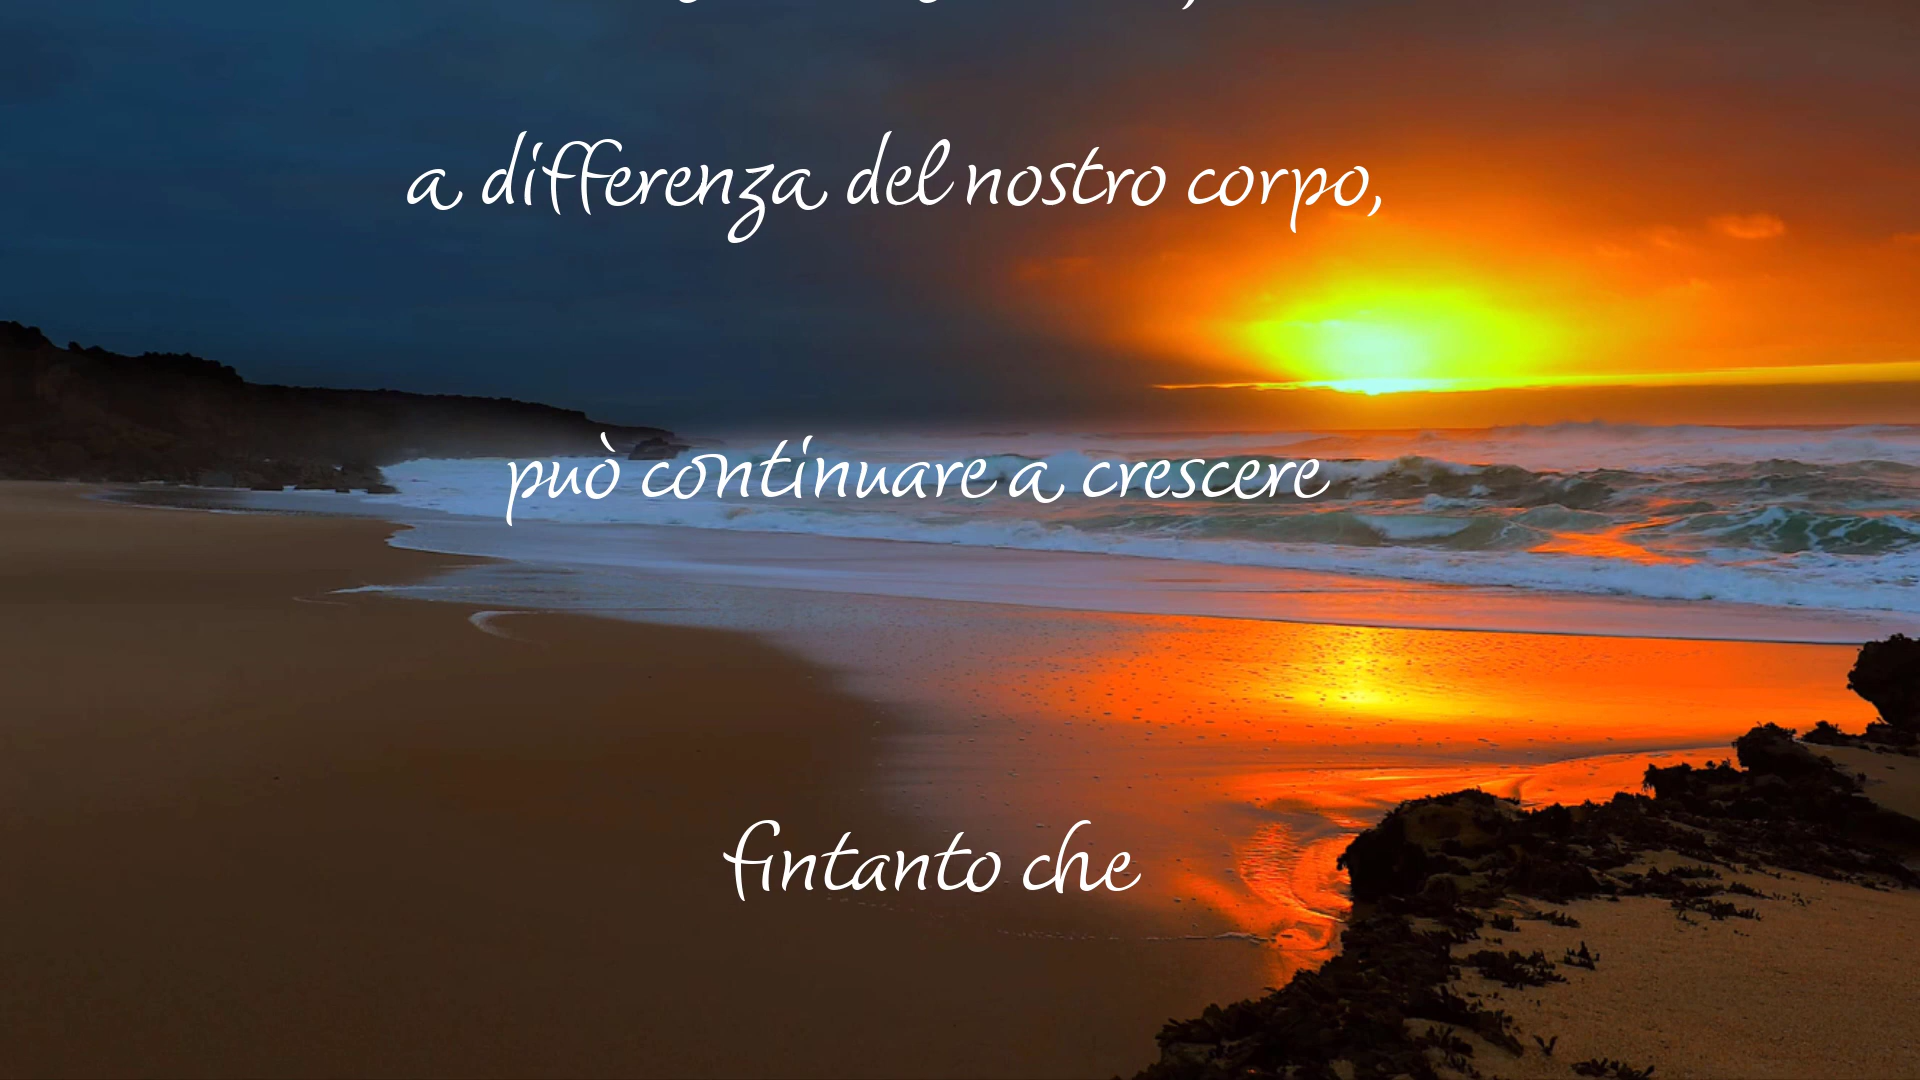 a differenza del nostro corpo,
può continuare a crescere
fintanto che